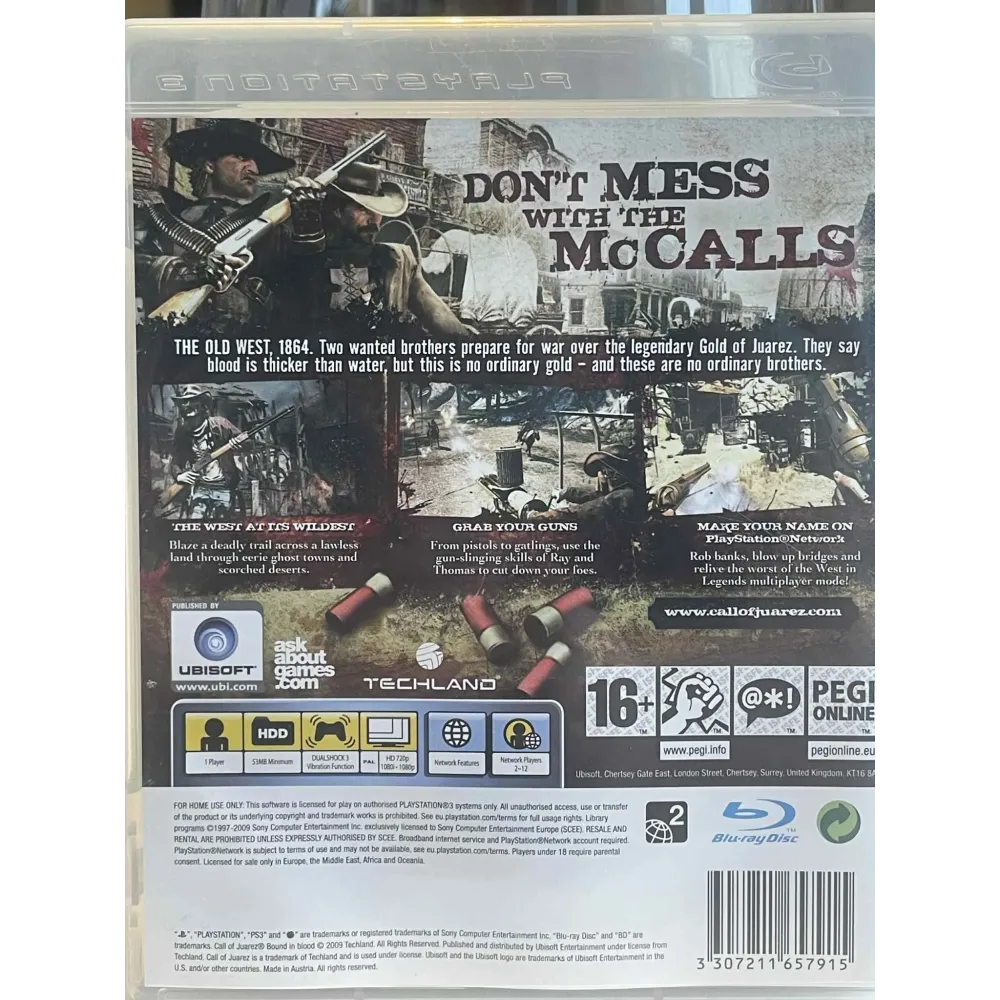 PLAYSTATION 3
DON'T MESS
WITH THE
McCALLS
THE OLD WEST, 1864. Two wanted brothers prepare for war over the legendary Gold of Juarez. They say
blood is thicker than water, but this is no ordinary gold – and these are no ordinary brothers.
THE WEST AT ITS WILDEST
Blaze a deadly trail across a lawless
land through eerie ghost towns and
scorched deserts.
GRAB YOUR GUNS
From pistols to gatlings, use the
gun-slinging skills of Ray and
Thomas to cut down your foes.
MAKE YOUR NAME ON
PlayStation®Network
Rob banks, blow up bridges and
relive the worst of the West in
Legends multiplayer mode!
www.callofjuarez.com
PUBLISHED BY
UBISOFT
www.ubi.com
ask
about
games
.com
TECHLAND
16+
@*!
PEGI
ONLINE
www.pegi.info
pegionline.eu
1 Player
HDD
53MB Minimum
DUALSHOCK 3
Vibration Function
PAL
HD 720p
1080i • 1080p
Network Features
Network Players
2–12
Ubisoft, Chertsey Gate East, London Street, Chertsey, Surrey, United Kingdom, KT16 8A
FOR HOME USE ONLY: This software is licensed for play on authorised PLAYSTATION®3 systems only. All unauthorised access, use or transfer
of the product or its underlying copyright and trademark works is prohibited. See eu.playstation.com/terms for full usage rights. Library
programs ©1997-2009 Sony Computer Entertainment Inc. exclusively licensed to Sony Computer Entertainment Europe (SCEE). RESALE AND
RENTAL ARE PROHIBITED UNLESS EXPRESSLY AUTHORISED BY SCEE. Broadband internet service and PlayStation®Network account required.
PlayStation®Network is subject to terms of use and may not be available, see eu.playstation.com/terms. Players under 18 require parental
consent. Licensed for sale only in Europe, the Middle East, Africa and Oceania.
2
Blu-ray Disc
TM
", "PLAYSTATION", "PS3" and " " are trademarks or registered trademarks of Sony Computer Entertainment Inc. "Blu-ray Disc" and "BD" are
trademarks. Call of Juarez® Bound in blood © 2009 Techland. All Rights Reserved. Published and distributed by Ubisoft Entertainment under license from
Techland. Call of Juarez is a trademark of Techland and is used under license. Ubisoft and the Ubisoft logo are trademarks of Ubisoft Entertainment in the
U.S. and/or other countries. Made in Austria. All rights reserved.
3 307211 657915